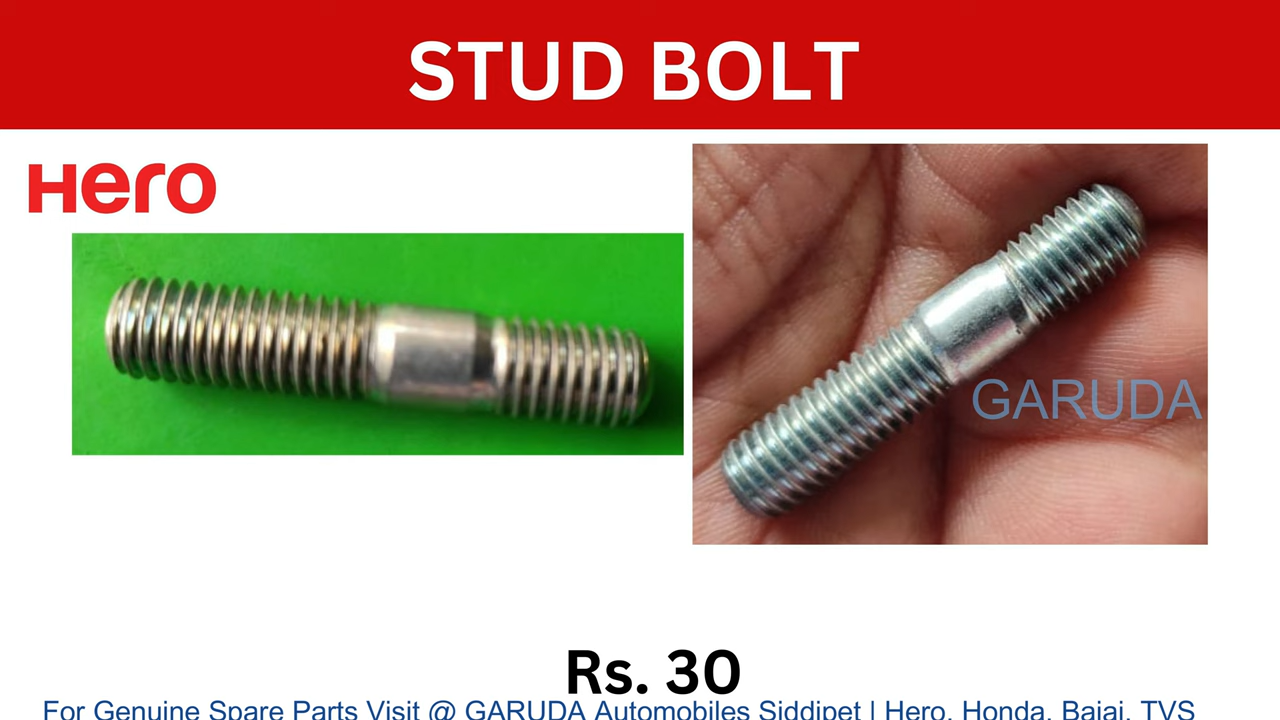 STUD BOLT
Hero
GARUDA
Rs. 30
For Genuine Spare Parts Visit @ GARUDA Automobiles Siddipet | Hero, Honda, Bajaj, TVS